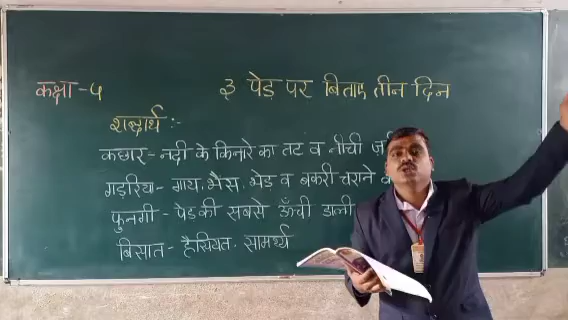 कक्षा-५
३ पेड़ पर बिताए तीन दिन
शब्दार्थ :-
कछार - नदी के किनारे का तट व नीची
गड़रिया - गाय, भैस, भेड़ व बकरी चराने
फुनगी - पेड़ की सबसे ऊँची डाली
बिसात - हैसियत, सामर्थ्य